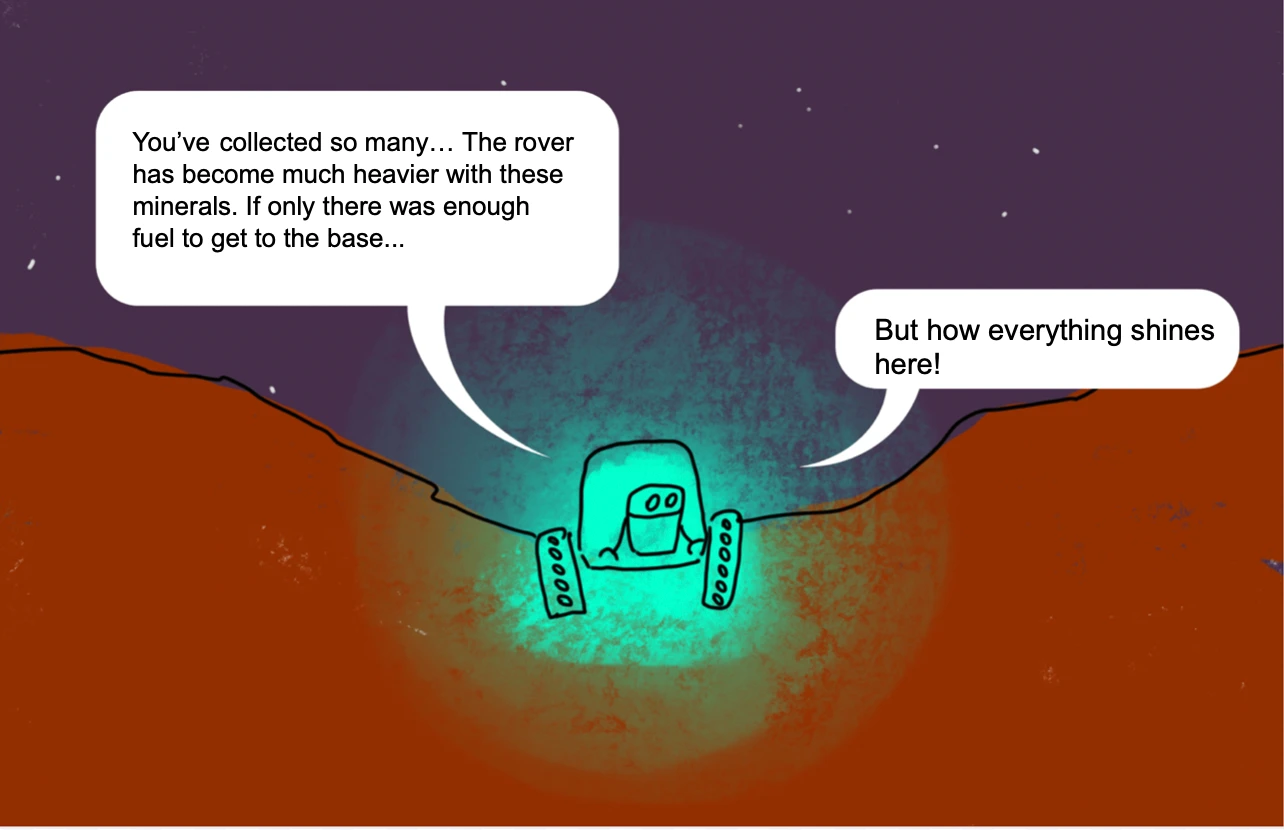 You’ve collected so many… The rover
has become much heavier with these
minerals. If only there was enough
fuel to get to the base...
But how everything shines
here!